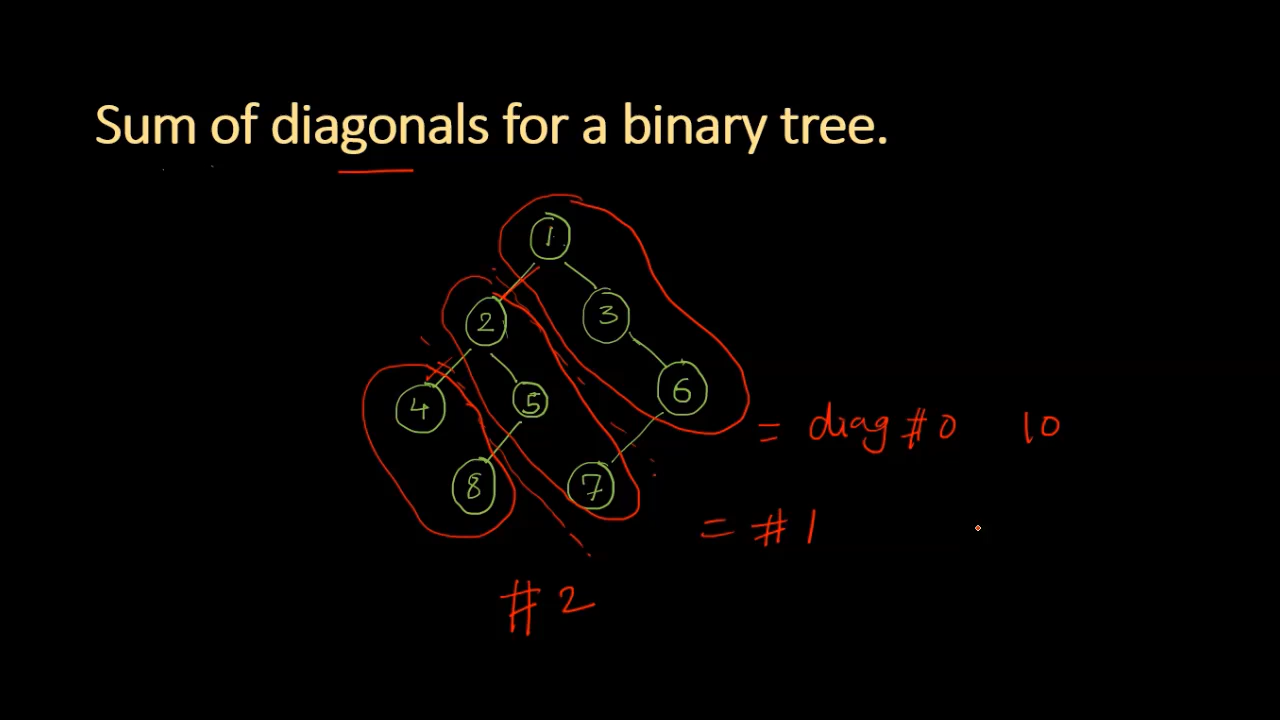 Sum of diagonals for a binary tree.
1
2 3
4 5 6
8 7
= diag #0 10
= #1
#2